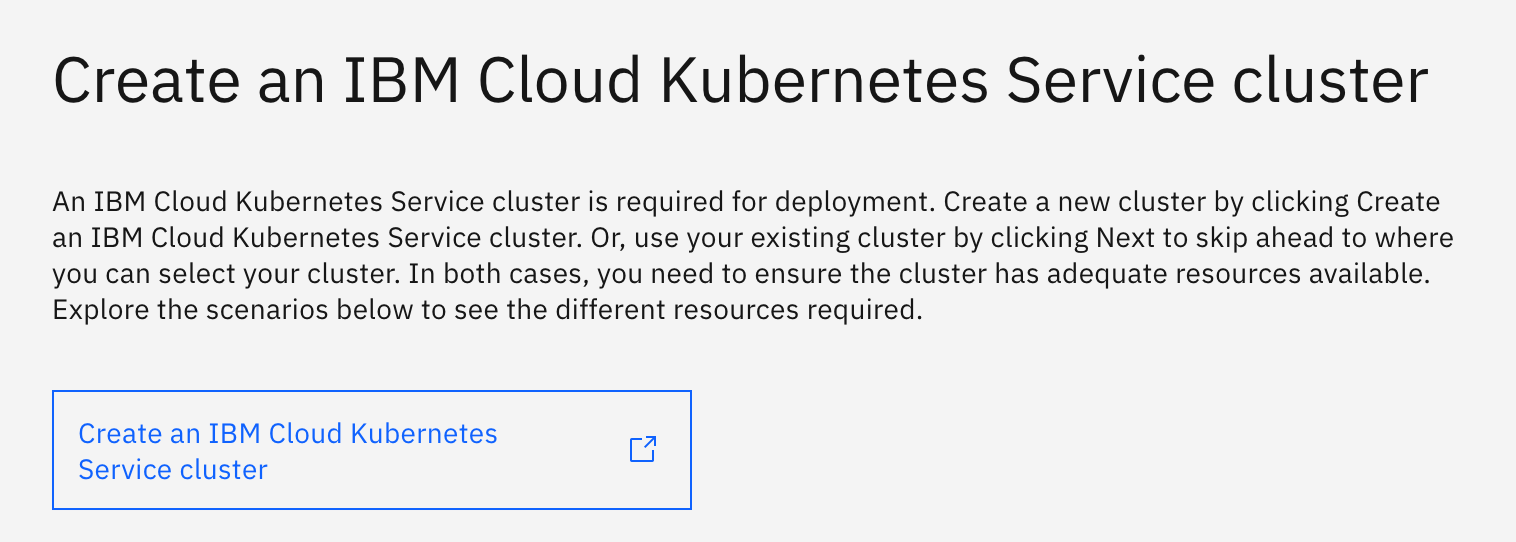 Create an IBM Cloud Kubernetes Service cluster
An IBM Cloud Kubernetes Service cluster is required for deployment. Create a new cluster by clicking Create
an IBM Cloud Kubernetes Service cluster. Or, use your existing cluster by clicking Next to skip ahead to where
you can select your cluster. In both cases, you need to ensure the cluster has adequate resources available.
Explore the scenarios below to see the different resources required.
Create an IBM Cloud Kubernetes
Service cluster